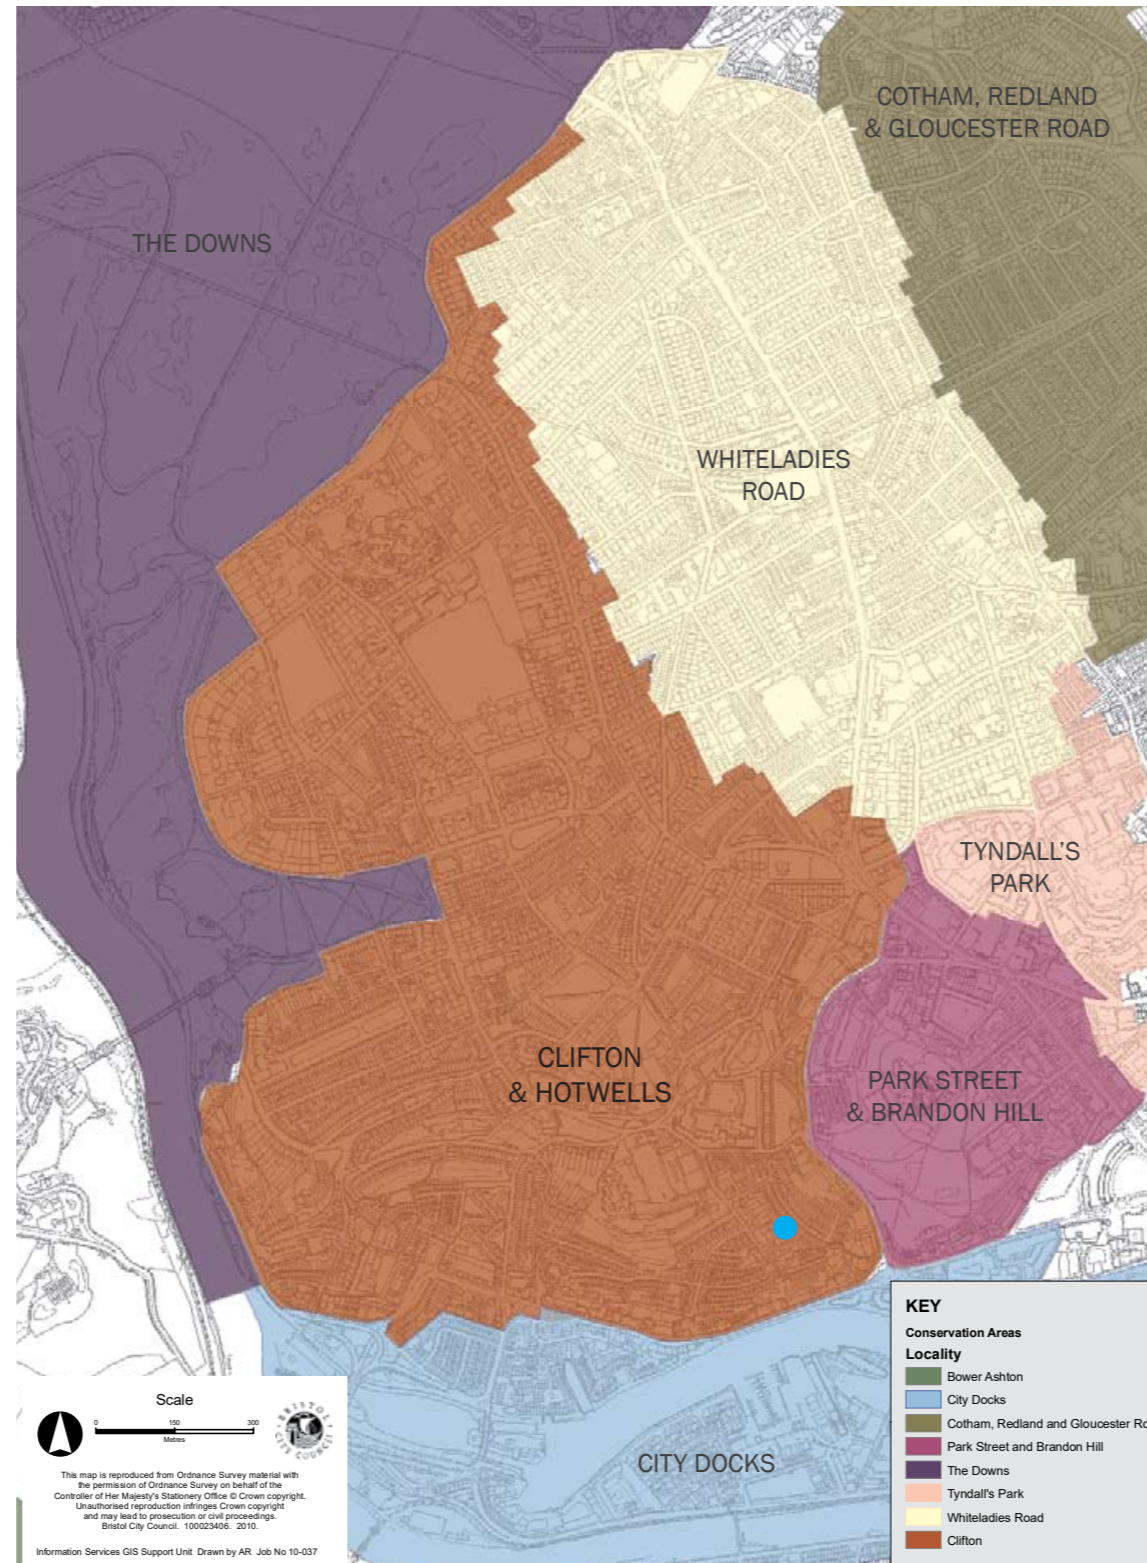 COTHAM, REDLAND
& GLOUCESTER ROAD
THE DOWNS
WHITELADIES
ROAD
TYNDALL'S
PARK
CLIFTON
& HOTWELLS
PARK STREET
& BRANDON HILL
CITY DOCKS
Scale
0 150 300
Metres
BRISTOL
CITY COUNCIL
This map is reproduced from Ordnance Survey material with
the permission of Ordnance Survey on behalf of the
Controller of Her Majesty's Stationery Office © Crown copyright.
Unauthorised reproduction infringes Crown copyright
and may lead to prosecution or civil proceedings.
Bristol City Council. 100023406. 2010.
Information Services GIS Support Unit Drawn by AR Job No 10-037
KEY
Conservation Areas
Locality
Bower Ashton
City Docks
Cotham, Redland and Gloucester Ro
Park Street and Brandon Hill
The Downs
Tyndall's Park
Whiteladies Road
Clifton